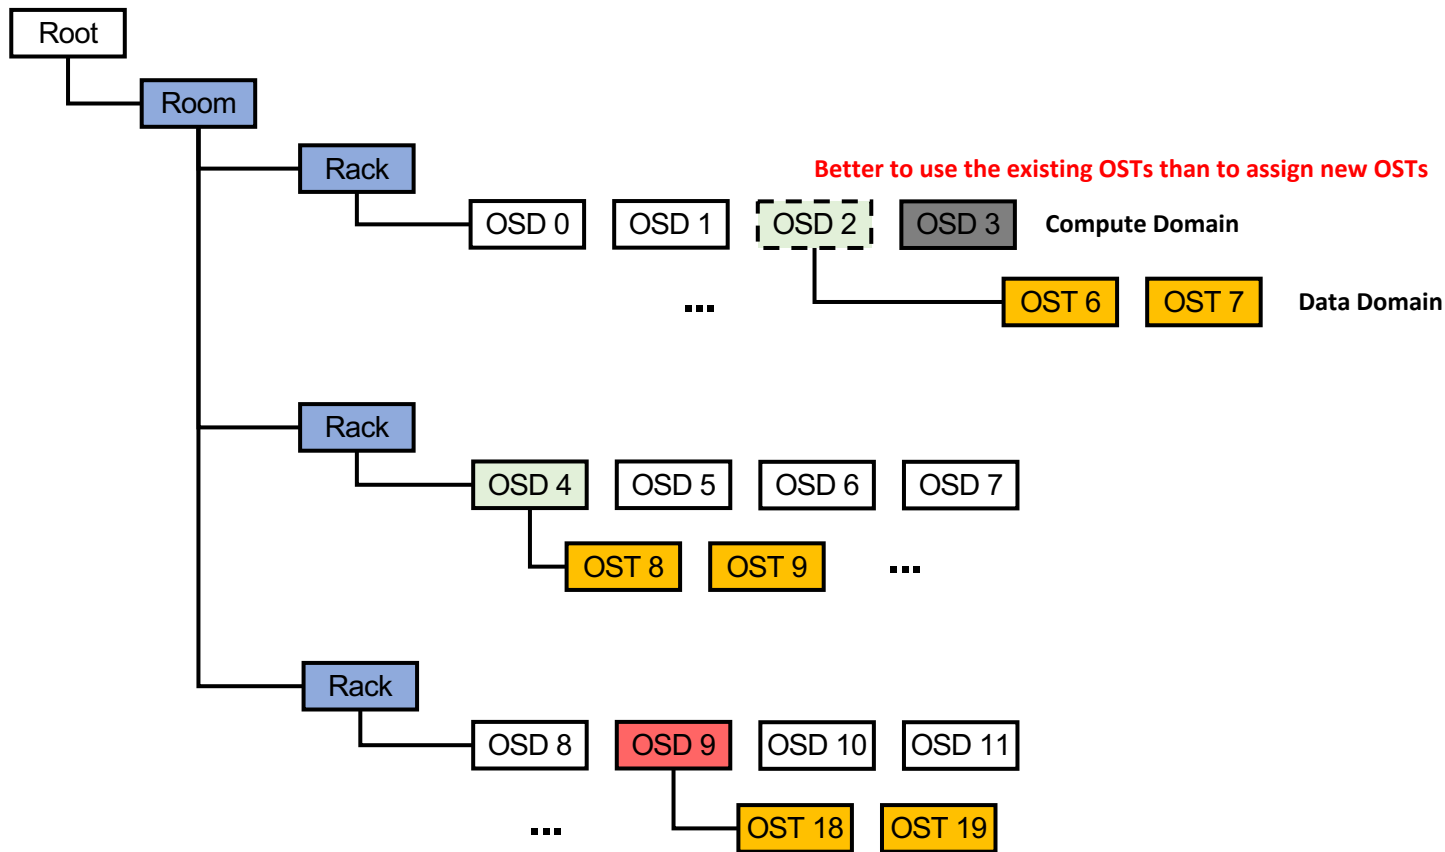 Root
Room
Rack
Better to use the existing OSTs than to assign new OSTs
OSD 0 OSD 1 OSD 2 OSD 3 Compute Domain
... OST 6 OST 7 Data Domain
Rack
OSD 4 OSD 5 OSD 6 OSD 7
OST 8 OST 9 ...
Rack
OSD 8 OSD 9 OSD 10 OSD 11
... OST 18 OST 19